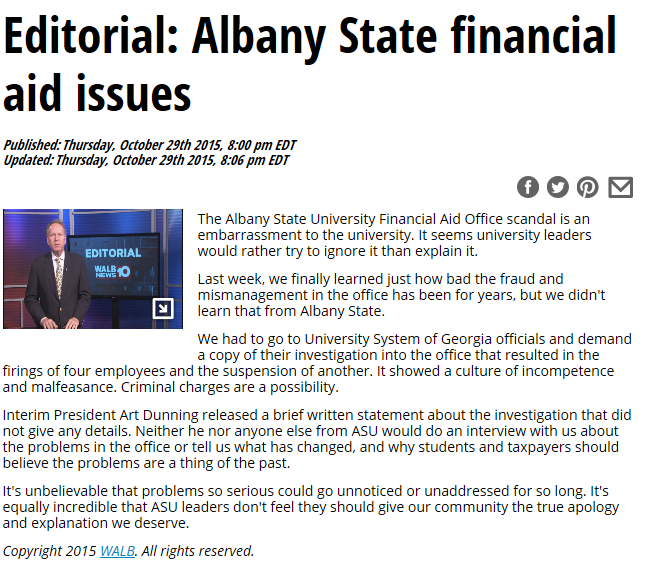 Editorial: Albany State financial
aid issues
Published: Thursday, October 29th 2015, 8:00 pm EDT
Updated: Thursday, October 29th 2015, 8:06 pm EDT
EDITORIAL
WALB
NEWS 10
The Albany State University Financial Aid Office scandal is an
embarrassment to the university. It seems university leaders
would rather try to ignore it than explain it.
Last week, we finally learned just how bad the fraud and
mismanagement in the office has been for years, but we didn't
learn that from Albany State.
We had to go to University System of Georgia officials and demand
a copy of their investigation into the office that resulted in the
firings of four employees and the suspension of another. It showed a culture of incompetence
and malfeasance. Criminal charges are a possibility.
Interim President Art Dunning released a brief written statement about the investigation that did
not give any details. Neither he nor anyone else from ASU would do an interview with us about
the problems in the office or tell us what has changed, and why students and taxpayers should
believe the problems are a thing of the past.
It's unbelievable that problems so serious could go unnoticed or unaddressed for so long. It's
equally incredible that ASU leaders don't feel they should give our community the true apology
and explanation we deserve.
Copyright 2015 WALB. All rights reserved.